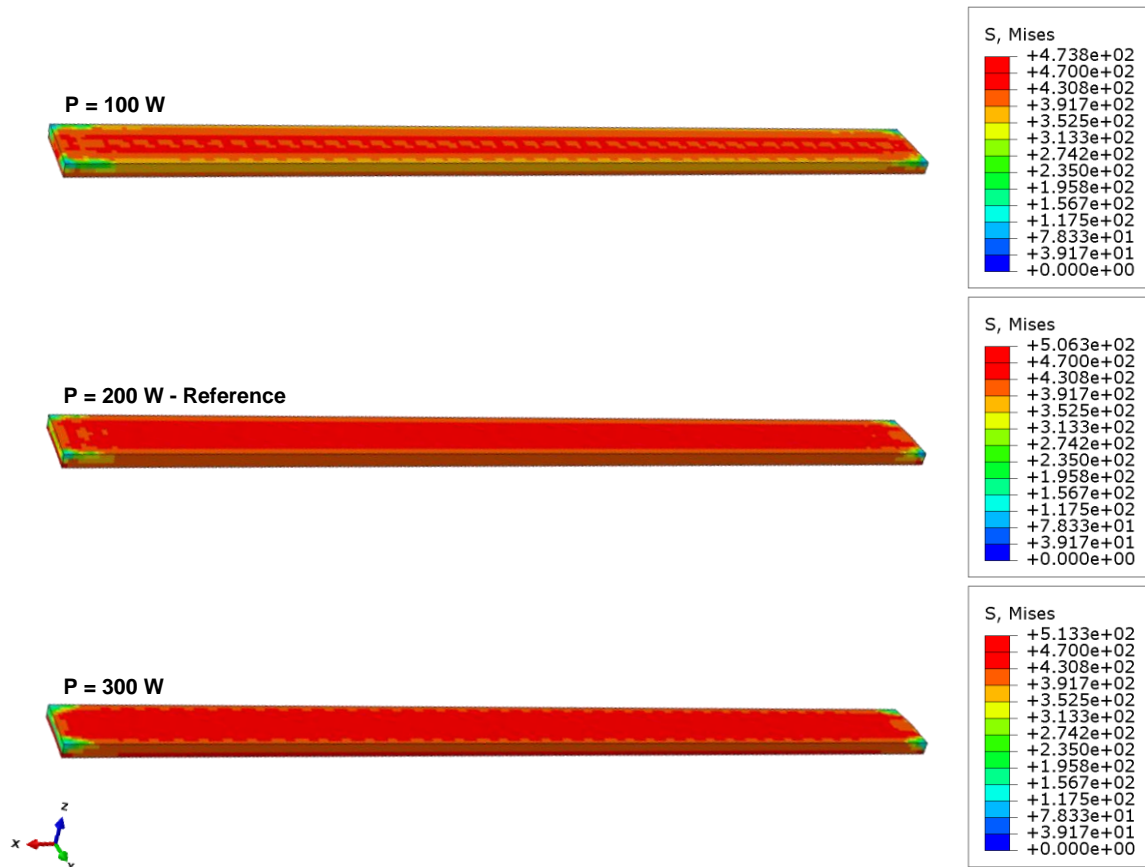 S, Mises
+4.738e+02
+4.700e+02
+4.308e+02
+3.917e+02
+3.525e+02
+3.133e+02
+2.742e+02
+2.350e+02
+1.958e+02
+1.567e+02
+1.175e+02
+7.833e+01
+3.917e+01
+0.000e+00
P = 100 W
S, Mises
+5.063e+02
+4.700e+02
+4.308e+02
+3.917e+02
+3.525e+02
+3.133e+02
+2.742e+02
+2.350e+02
+1.958e+02
+1.567e+02
+1.175e+02
+7.833e+01
+3.917e+01
+0.000e+00
P = 200 W - Reference
S, Mises
+5.133e+02
+4.700e+02
+4.308e+02
+3.917e+02
+3.525e+02
+3.133e+02
+2.742e+02
+2.350e+02
+1.958e+02
+1.567e+02
+1.175e+02
+7.833e+01
+3.917e+01
+0.000e+00
P = 300 W
z
x